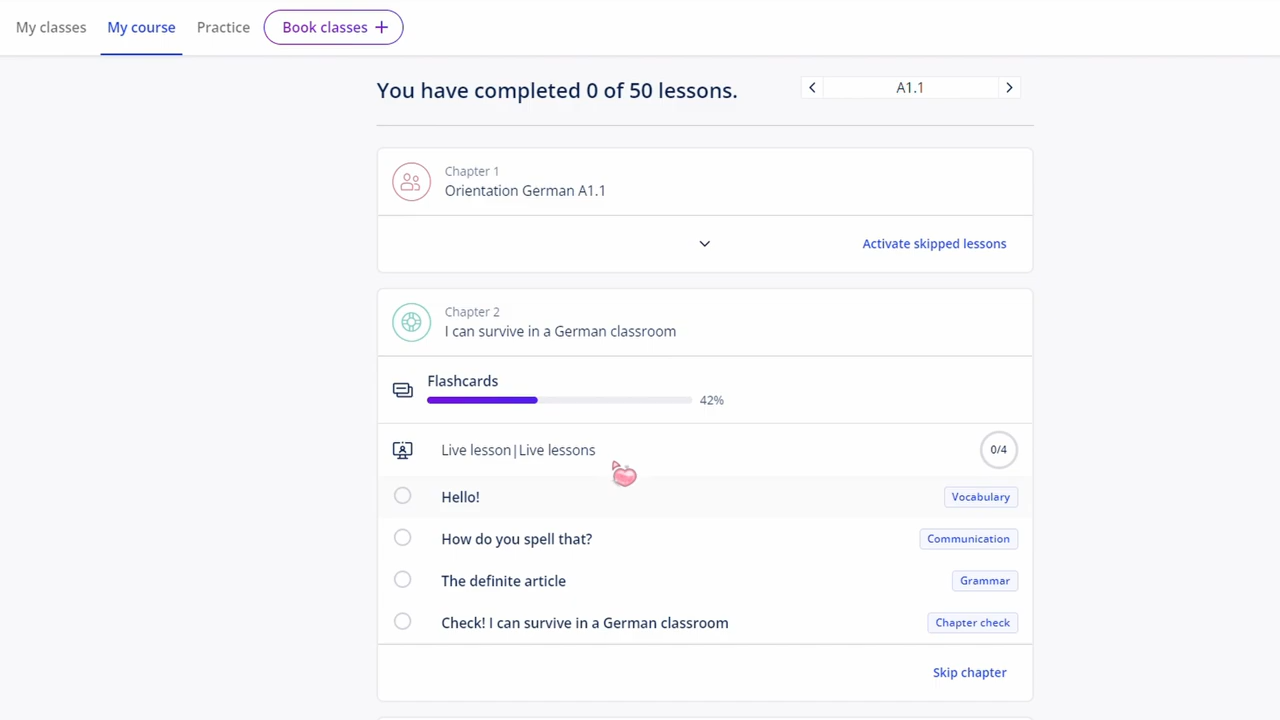 My classes
My course
Practice
Book classes +
You have completed 0 of 50 lessons.
A1.1
Chapter 1
Orientation German A1.1
Activate skipped lessons
Chapter 2
I can survive in a German classroom
Flashcards
42%
Live lesson|Live lessons
0/4
Hello!
Vocabulary
How do you spell that?
Communication
The definite article
Grammar
Check! I can survive in a German classroom
Chapter check
Skip chapter